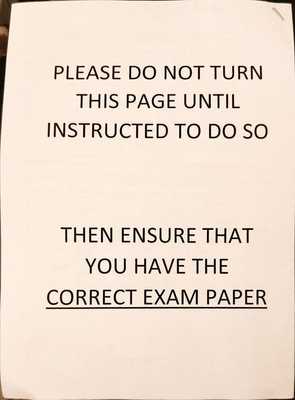 PLEASE DO NOT TURN
THIS PAGE UNTIL
INSTRUCTED TO DO SO
THEN ENSURE THAT
YOU HAVE THE
CORRECT EXAM PAPER